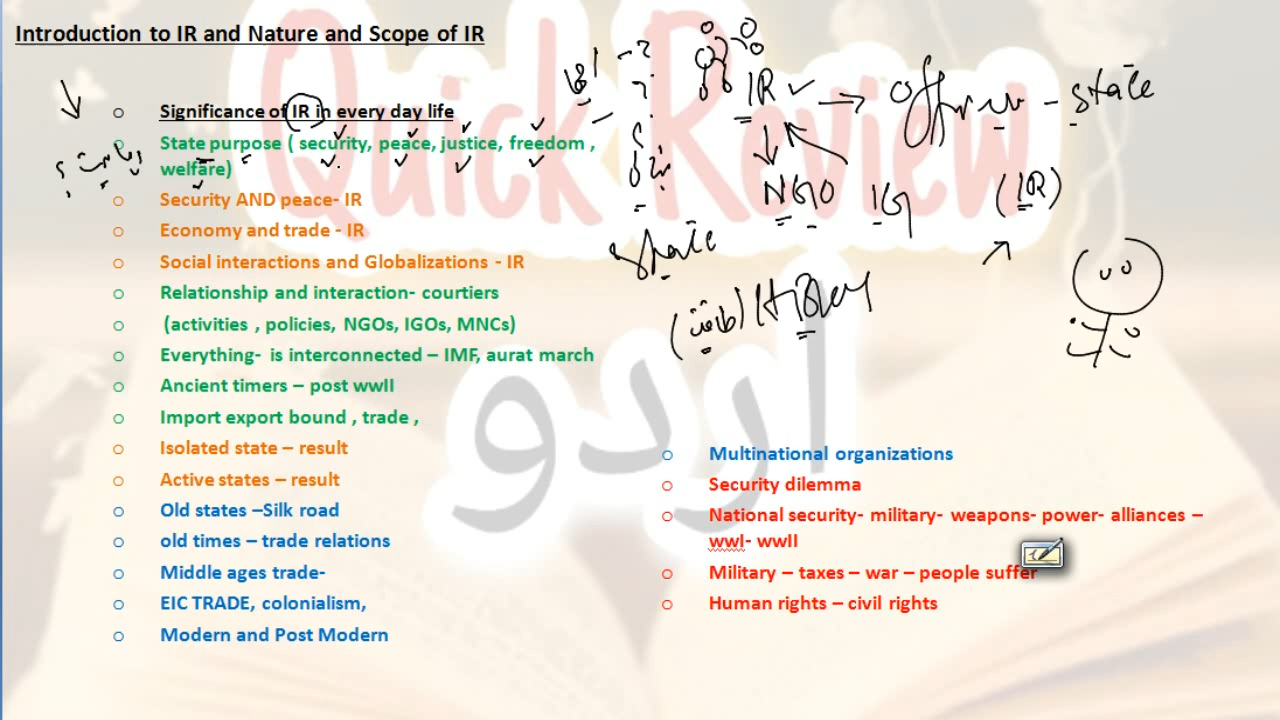 Introduction to IR and Nature and Scope of IR
Significance of IR in every day life
State purpose ( security, peace, justice, freedom ,
welfare)
Security AND peace- IR
Economy and trade - IR
Social interactions and Globalizations - IR
Relationship and interaction- courtiers
(activities , policies, NGOs, IGOs, MNCs)
Everything- is interconnected – IMF, aurat march
Ancient timers – post wwII
Import export bound , trade ,
Isolated state – result
Active states – result
Old states –Silk road
old times – trade relations
Middle ages trade-
EIC TRADE, colonialism,
Modern and Post Modern
Multinational organizations
Security dilemma
National security- military- weapons- power- alliances –
wwI- wwII
Military – taxes – war – people suffer
Human rights – civil rights
Quick Review
اردو
ریاست
IR → state
NGO IG
(IR)
state
(طاقت) History